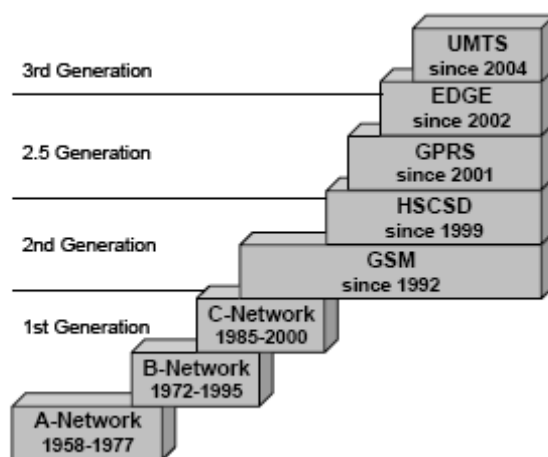 UMTS
since 2004
3rd Generation
EDGE
since 2002
2.5 Generation
GPRS
since 2001
HSCSD
since 1999
2nd Generation
GSM
since 1992
C-Network
1985-2000
1st Generation
B-Network
1972-1995
A-Network
1958-1977